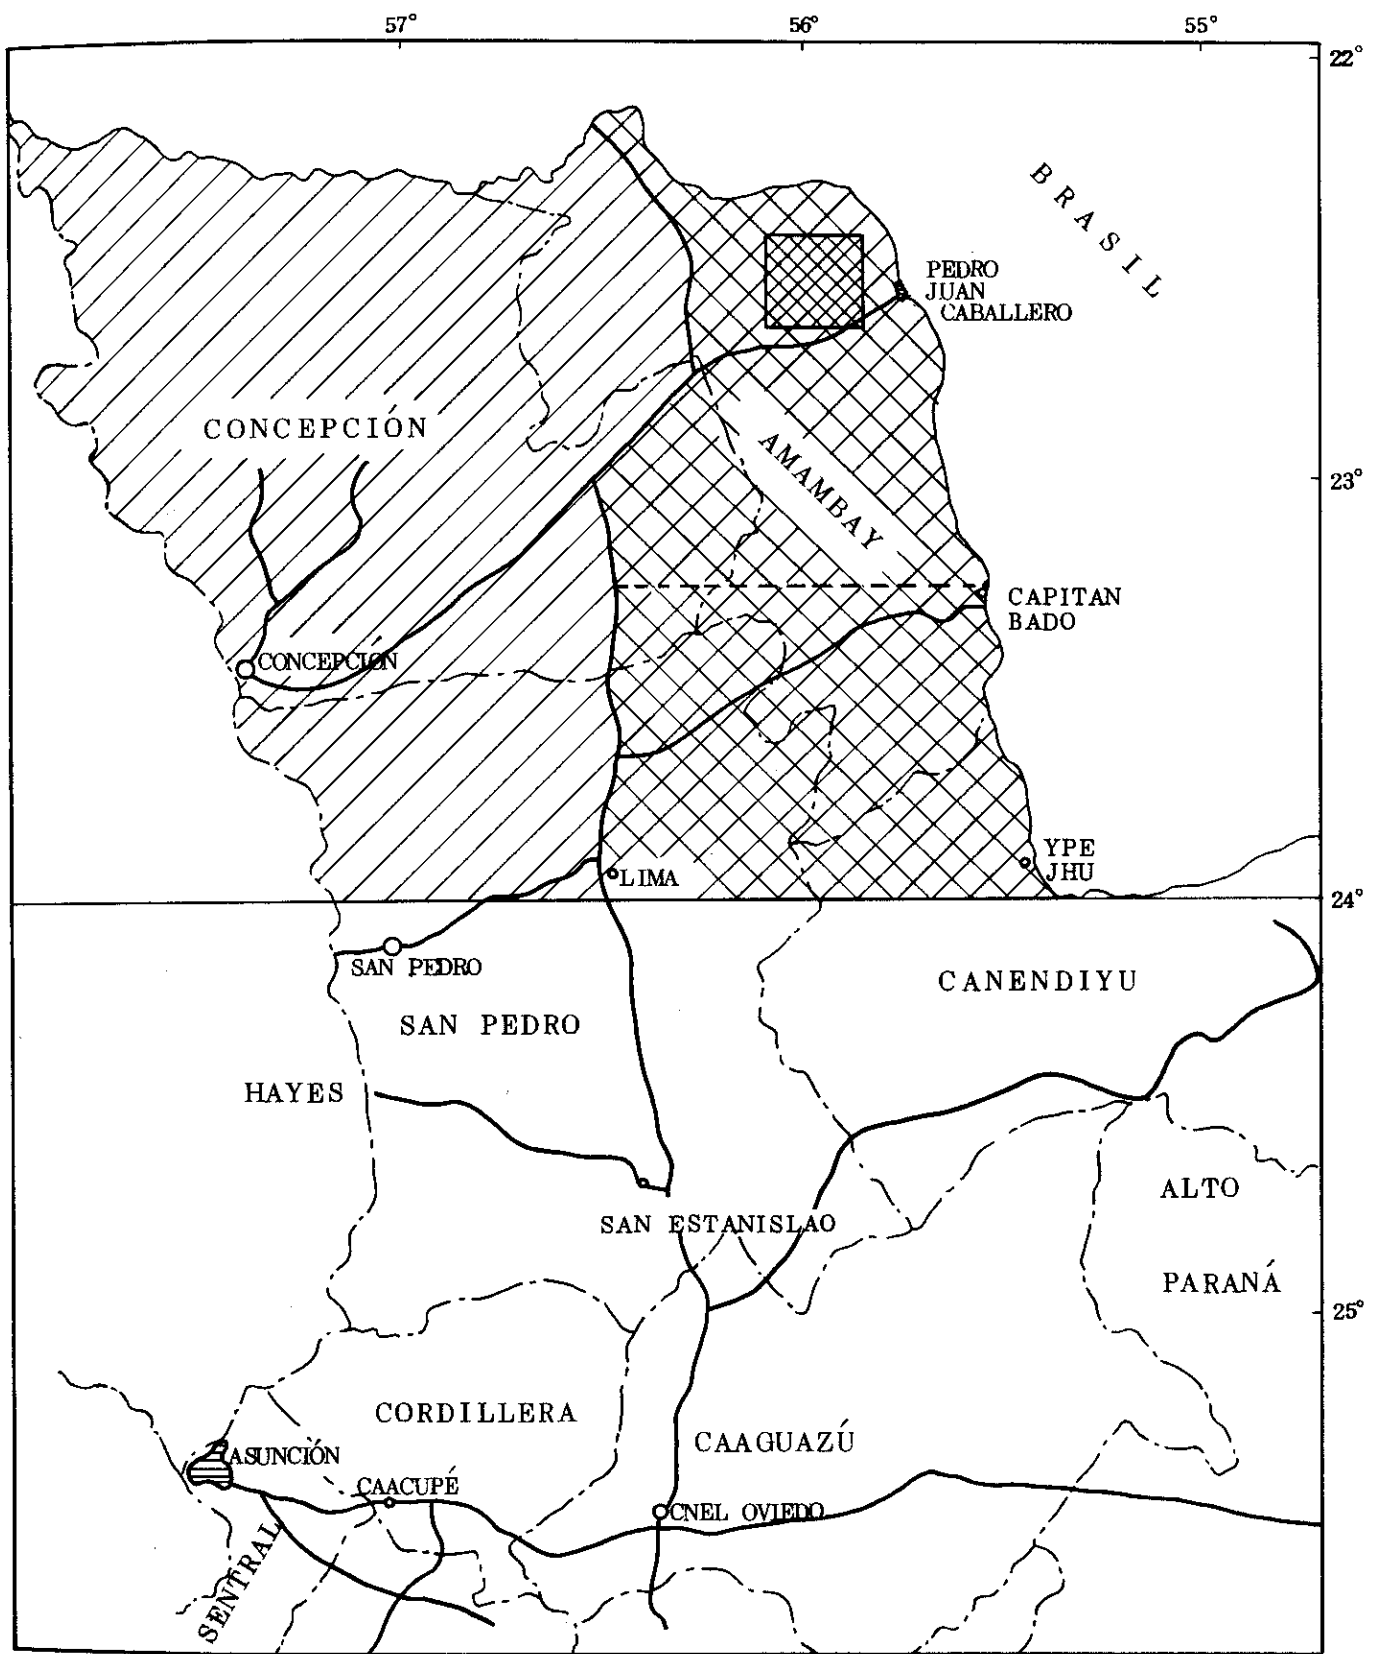 57°
56°
55°
22°
BRASIL
PEDRO
JUAN
CABALLERO
CONCEPCIÓN
AMAMBAY
23°
CAPITAN
BADO
CONCEPCIÓN
YPE
JHU
LIMA
24°
SAN PEDRO
CANENDIYU
SAN PEDRO
HAYES
ALTO
SAN ESTANISLAO
PARANÁ
25°
CORDILLERA
CAAGUAZÚ
ASUNCIÓN
CAACUPÉ
CNEL OVIEDO
SENTRAL